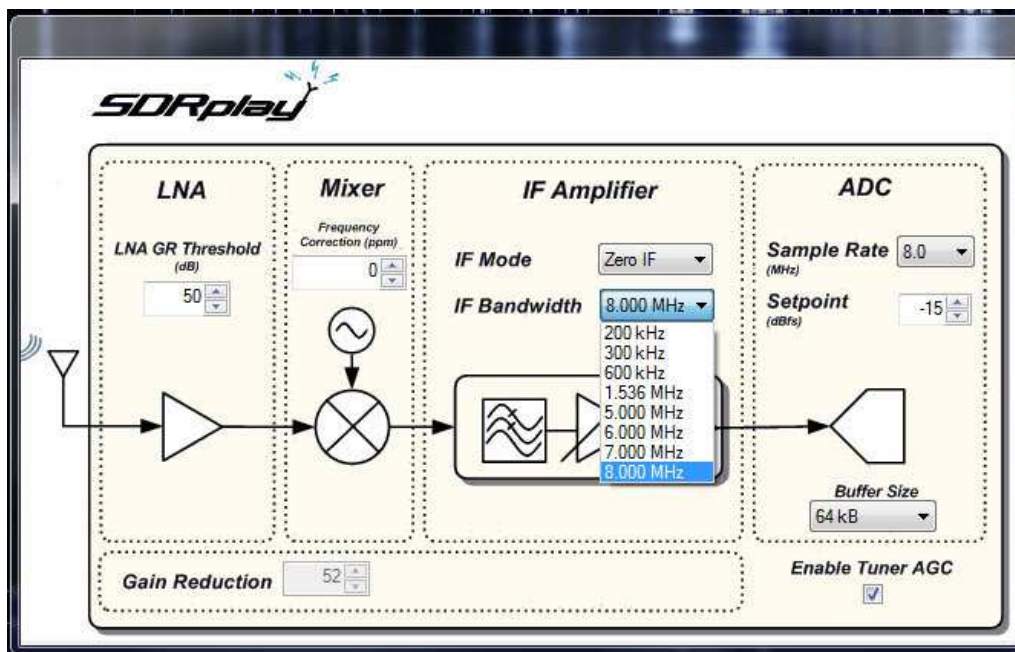 SDRplay
LNA
LNA GR Threshold
(dB)
50
Mixer
Frequency
Correction (ppm)
0
IF Amplifier
IF Mode
Zero IF
IF Bandwidth
8.000 MHz
200 kHz
300 kHz
600 kHz
1.536 MHz
5.000 MHz
6.000 MHz
7.000 MHz
8.000 MHz
ADC
Sample Rate
(MHz)
8.0
Setpoint
(dBfs)
-15
Buffer Size
64 kB
Gain Reduction
52
Enable Tuner AGC